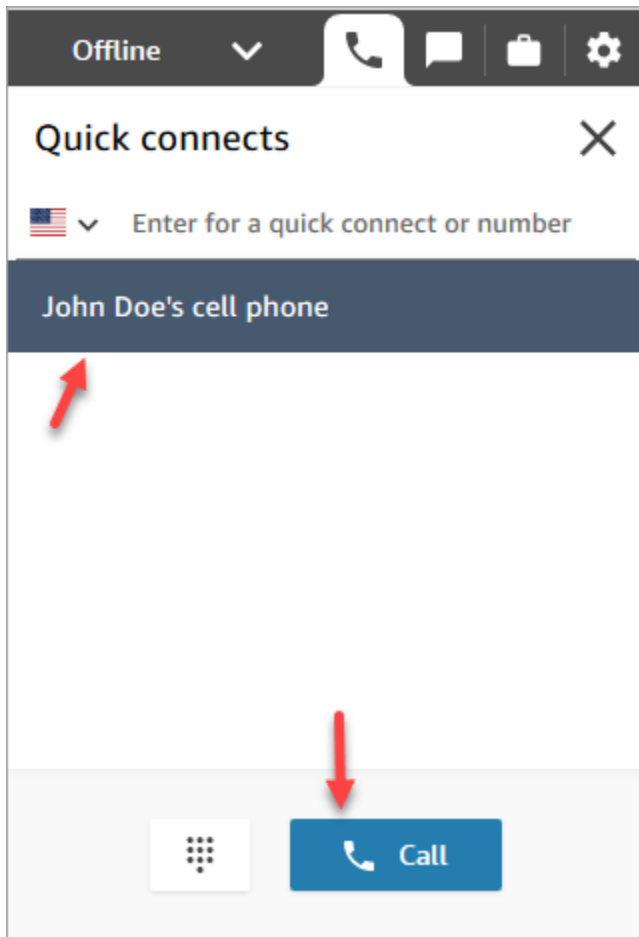 Offline
Quick connects
Enter for a quick connect or number
John Doe's cell phone
Call